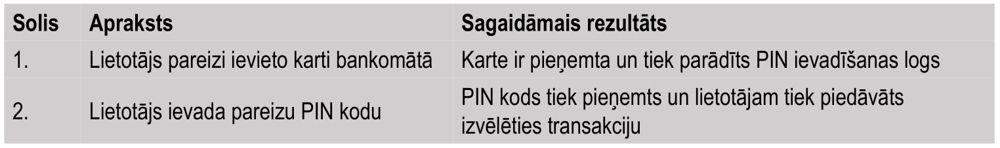 Solis Apraksts Sagaidāmais rezultāts
1. Lietotājs pareizi ievieto karti bankomātā Karte ir pieņemta un tiek parādīts PIN ievadīšanas logs
2. Lietotājs ievada pareizu PIN kodu PIN kods tiek pieņemts un lietotājam tiek piedāvāts
izvēlēties transakciju